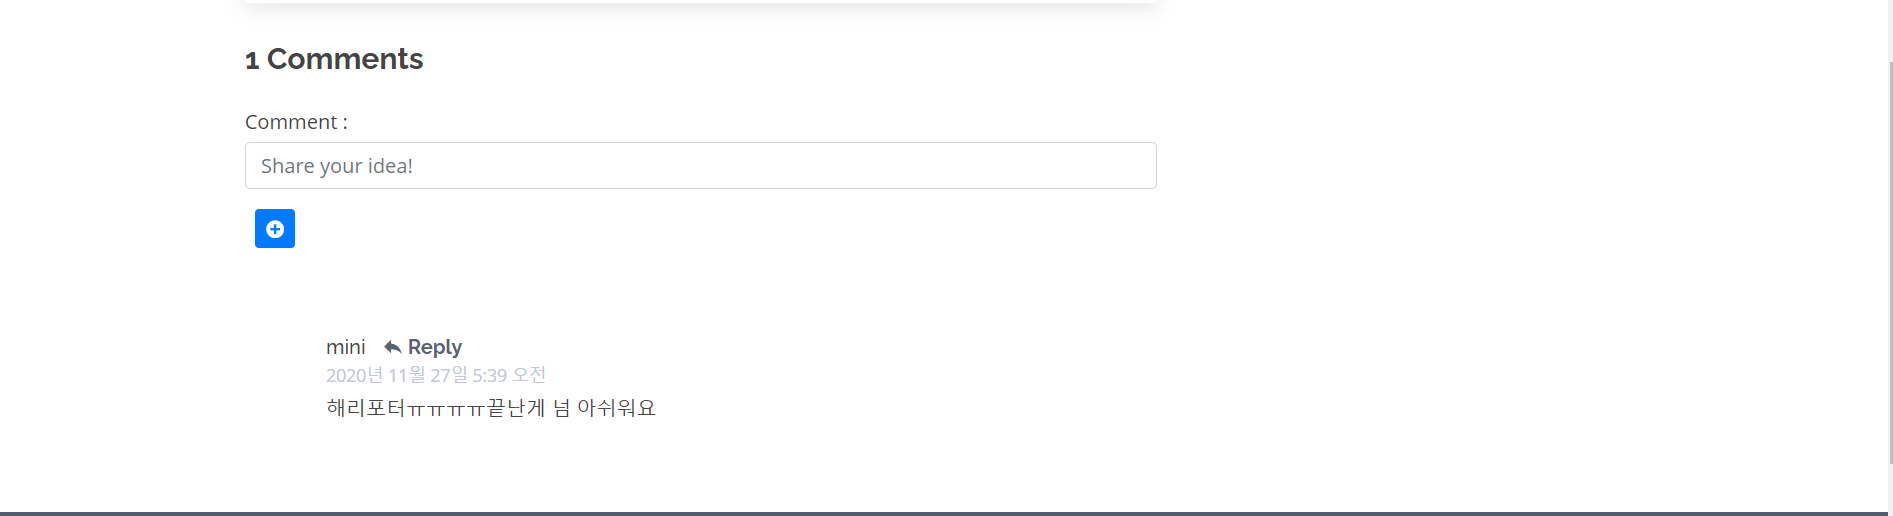 1 Comments
Comment :
Share your idea!
mini Reply
2020년 11월 27일 5:39 오전
해리포터ㅠㅠㅠㅠ끝난게 넘 아쉬워요